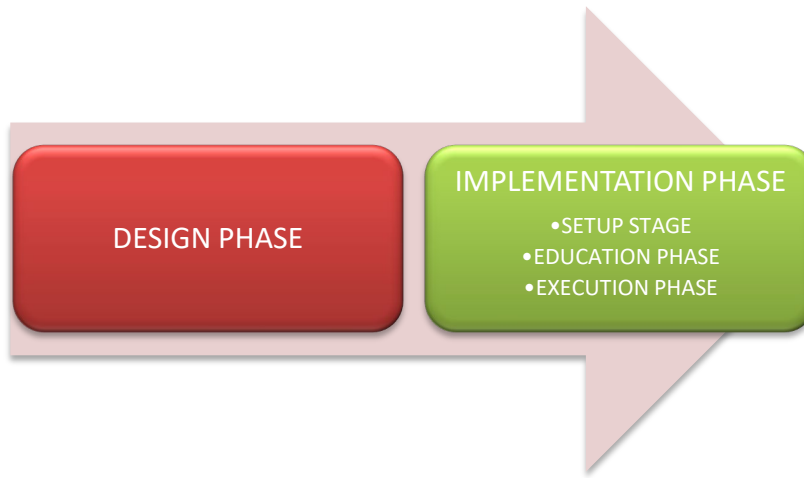 DESIGN PHASE
IMPLEMENTATION PHASE
•SETUP STAGE
•EDUCATION PHASE
•EXECUTION PHASE